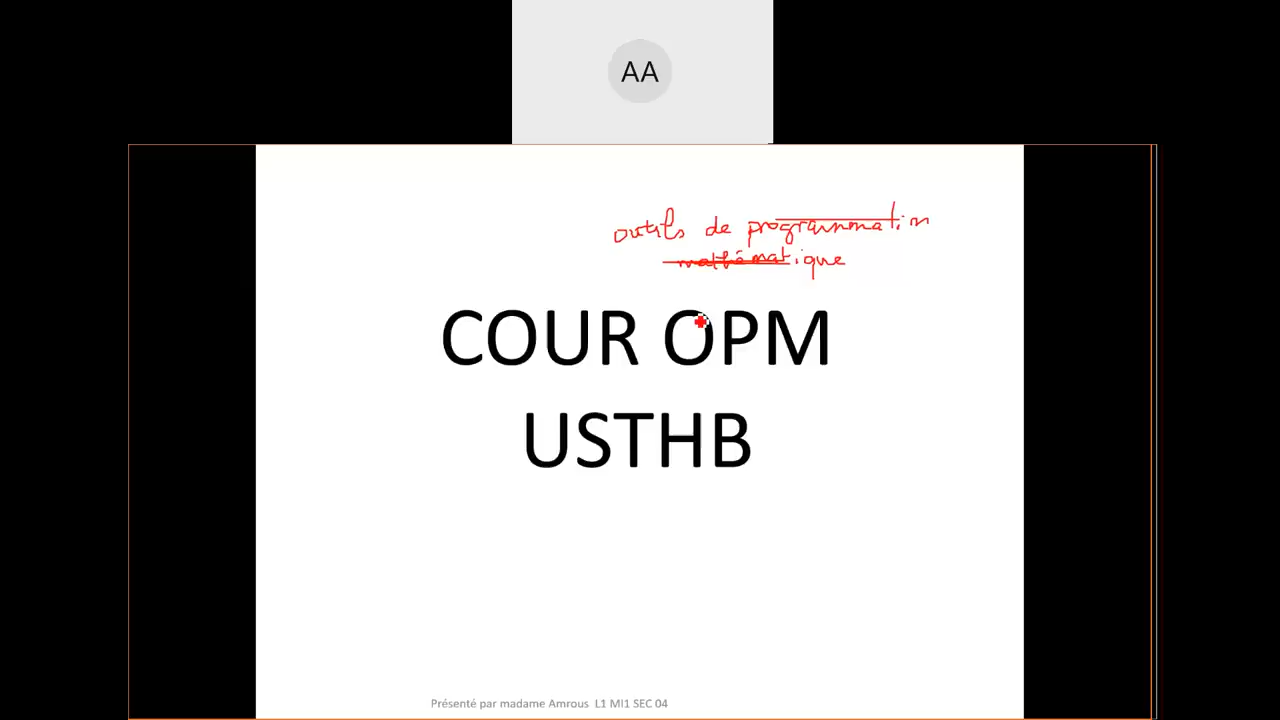 AA
outils de programmation
mathématique
COUR OPM
USTHB
Présenté par madame Amrous L1 MI1 SEC 04